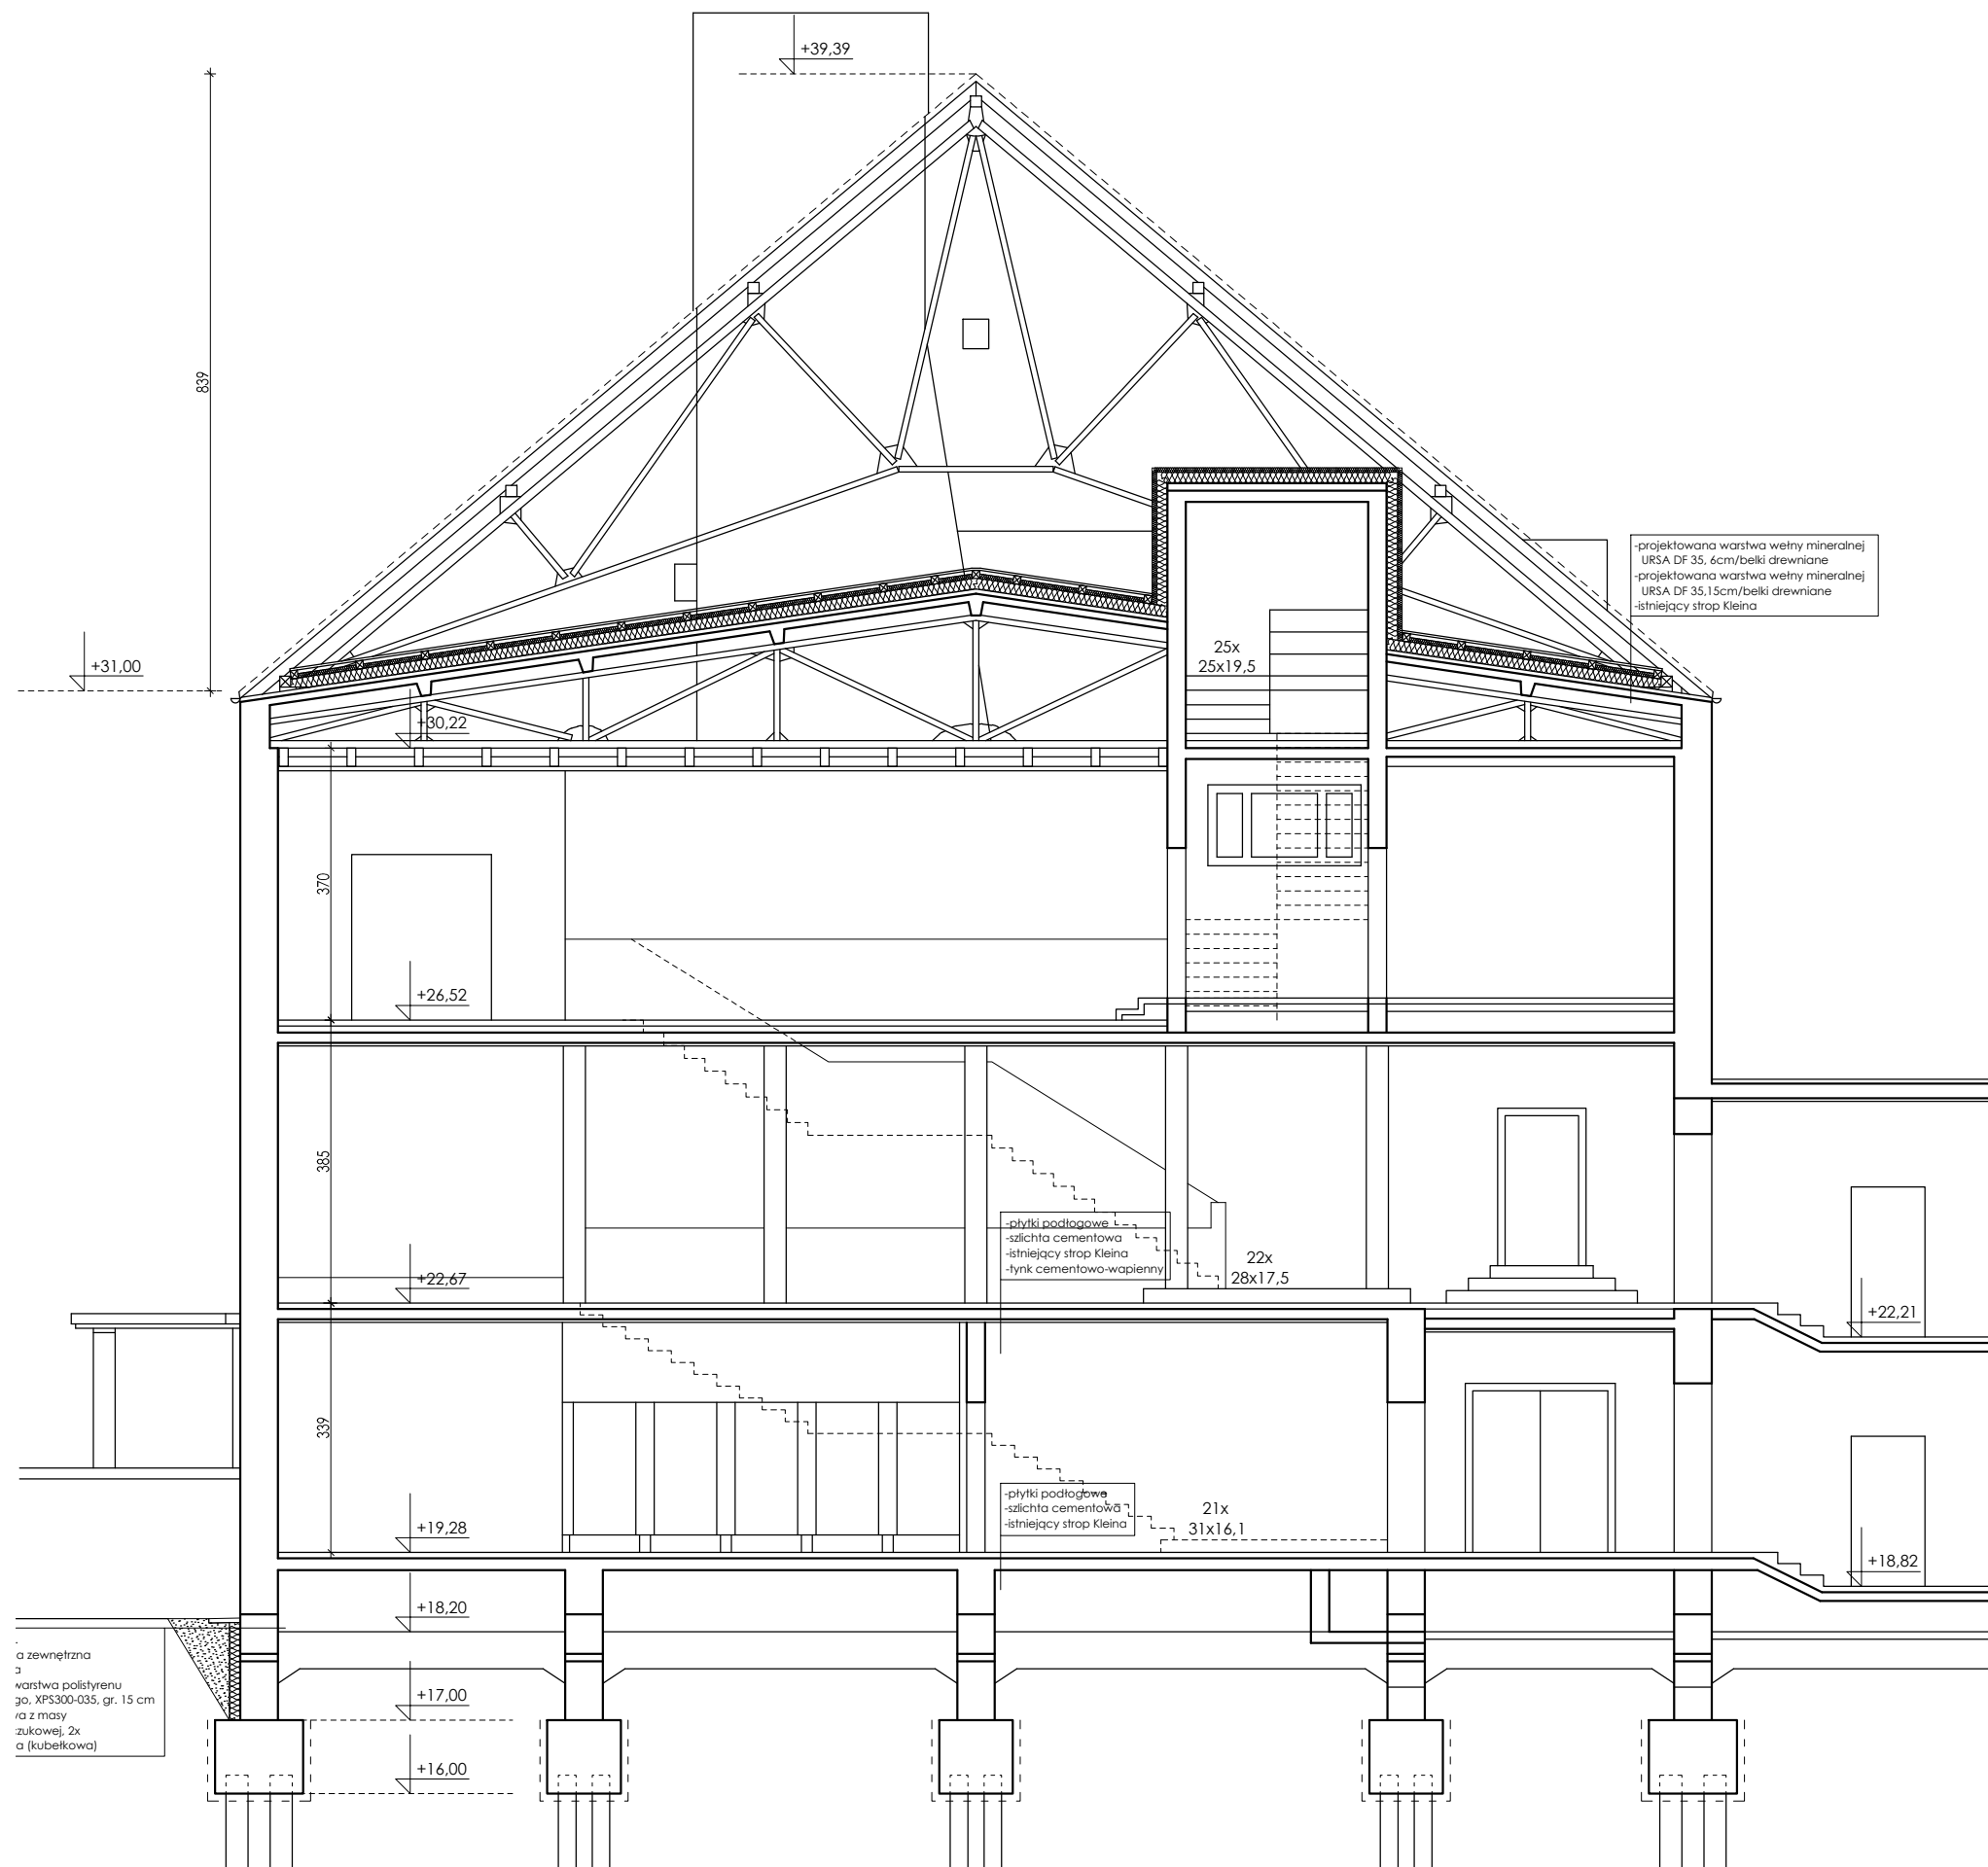 +39,39
839
-projektowana warstwa wełny mineralnej
URSA DF 35, 6cm/belki drewniane
-projektowana warstwa wełny mineralnej
URSA DF 35,15cm/belki drewniane
-istniejący strop Kleina
25x
25x19,5
+31,00
+30,22
370
+26,52
385
-płytki podłogowe
-szlichta cementowa
-istniejący strop Kleina
-tynk cementowo-wapienny
22x
28x17,5
+22,67
+22,21
339
-płytki podłogowe
-szlichta cementowa
-istniejący strop Kleina
21x
31x16,1
+19,28
+18,82
+18,20
a zewnętrzna
a
warstwa polistyrenu
go, XPS300-035, gr. 15 cm
wa z masy
czukowej, 2x
a (kubełkowa)
+17,00
+16,00